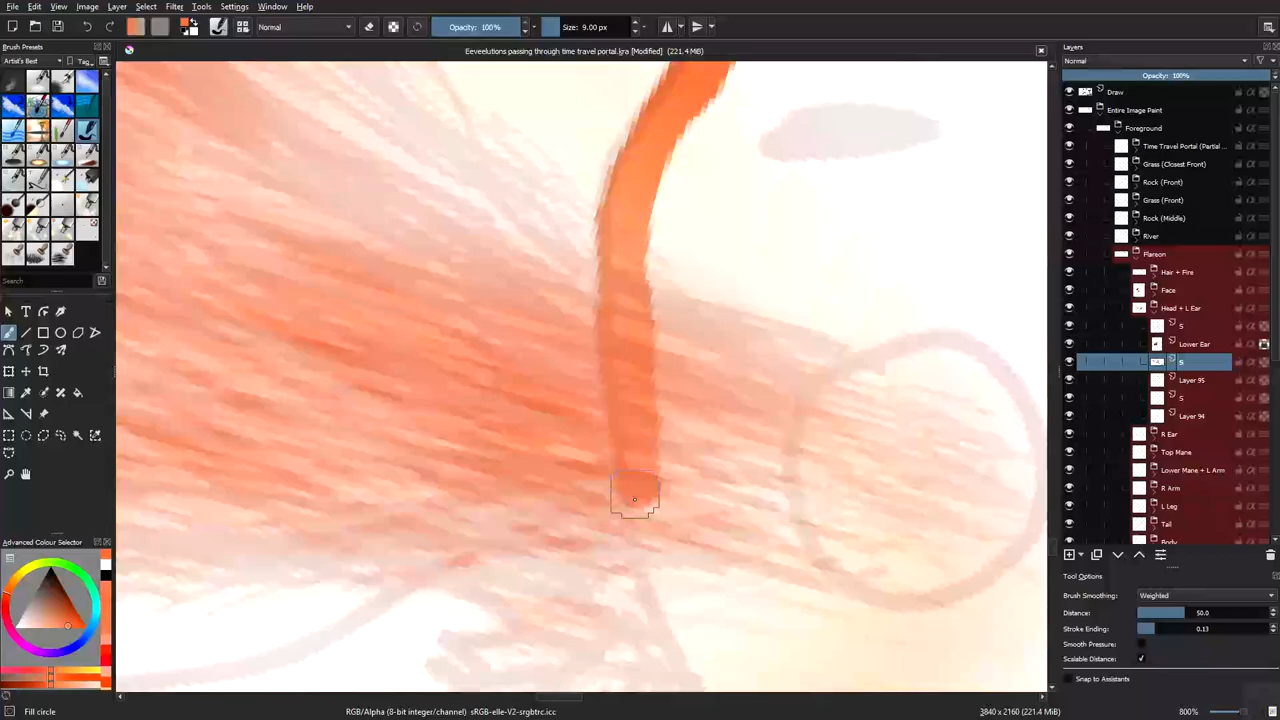 File Edit View Image Layer Select Filter Tools Settings Window Help
Normal
Opacity: 100%
Size: 9.00 px
Brush Presets
Eeveelutions passing through time travel portal.kra [Modified] (221.4 MiB)
Layers
Artist's Best
Tag
Normal
Opacity: 100%
Draw
Entire Image Paint
Foreground
Time Travel Portal (Partial ...
Grass (Closest Front)
Rock (Front)
Grass (Front)
Rock (Middle)
River
Flareon
Hair + Fire
Search
Face
Head + L Ear
S
Lower Ear
S
Layer 95
S
Layer 94
R Ear
Top Mane
Lower Mane + L Arm
R Arm
L Leg
Tail
Body
Advanced Colour Selector
Tool Options
Brush Smoothing: Weighted
Distance: 50.0
Stroke Ending: 0.13
Smooth Pressure:
Scalable Distance:
Snap to Assistants
Fill circle
RGB/Alpha (8-bit integer/channel) sRGB-elle-V2-srgbtrc.icc
3840 x 2160 (221.4 MiB)
800%